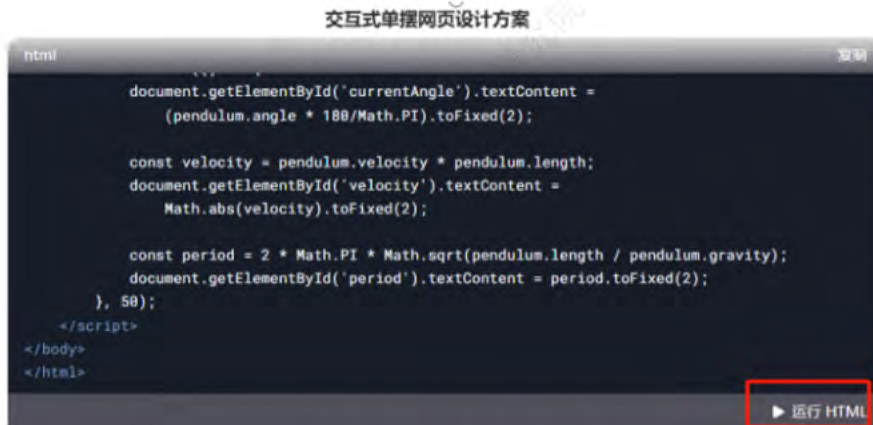 交互式单摆网页设计方案
html 复制
document.getElementById('currentAngle').textContent =
(pendulum.angle * 180/Math.PI).toFixed(2);
const velocity = pendulum.velocity * pendulum.length;
document.getElementById('velocity').textContent =
Math.abs(velocity).toFixed(2);
const period = 2 * Math.PI * Math.sqrt(pendulum.length / pendulum.gravity);
document.getElementById('period').textContent = period.toFixed(2);
}, 50);
</script>
</body>
</html>
▶ 运行 HTML